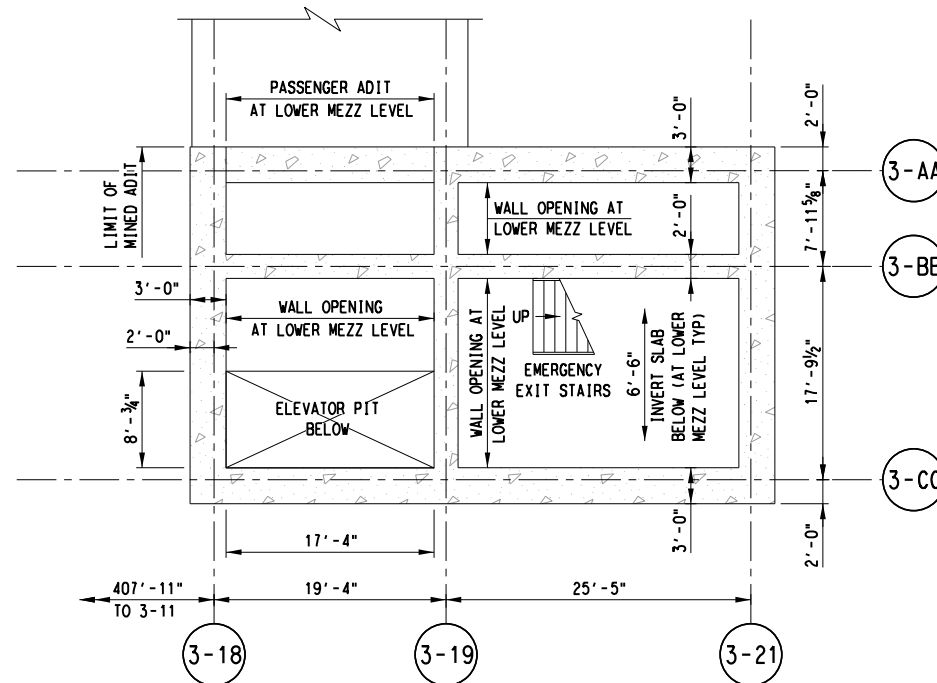 PASSENGER ADIT
AT LOWER MEZZ LEVEL
3'-0"
2'-0"
3-AA
LIMIT OF
MINED ADIT
WALL OPENING AT
LOWER MEZZ LEVEL
2'-0"
7'-11⅝"
3-BB
3'-0"
WALL OPENING
AT LOWER MEZZ LEVEL
2'-0"
WALL OPENING AT
LOWER MEZZ LEVEL
UP
EMERGENCY
EXIT STAIRS
6'-6"
INVERT SLAB
BELOW (AT LOWER
MEZZ LEVEL TYP)
17'-9½"
8'-¾"
ELEVATOR PIT
BELOW
3-CC
17'-4"
3'-0"
2'-0"
407'-11"
TO 3-11
19'-4"
25'-5"
3-18
3-19
3-21